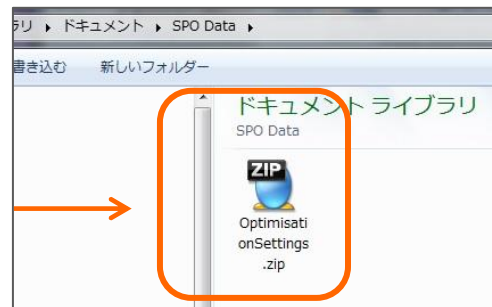 ラリ ▸ ドキュメント ▸ SPO Data ▸
書き込む 新しいフォルダー
ドキュメント ライブラリ
SPO Data
ZIP
Optimisati
onSettings
.zip